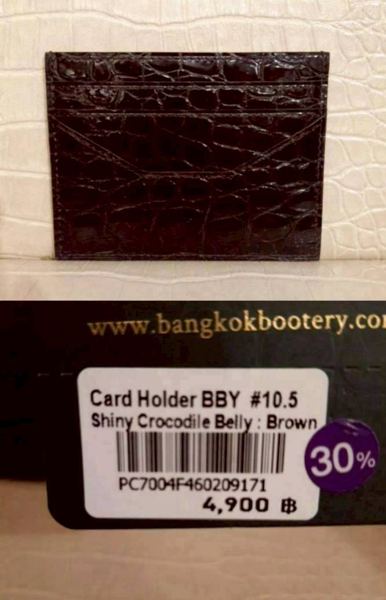 www.bangkokbootery.co
Card Holder BBY #10.5
Shiny Crocodile Belly : Brown
30%
PC7004F460209171
4,900 ฿